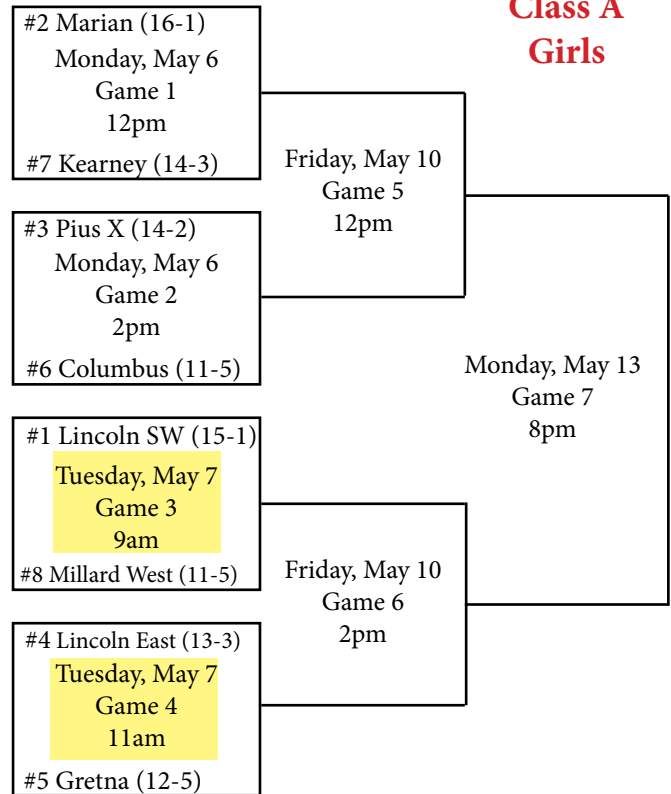 Class A
Girls
#2 Marian (16-1)
Monday, May 6
Game 1
12pm
#7 Kearney (14-3)
Friday, May 10
Game 5
12pm
#3 Pius X (14-2)
Monday, May 6
Game 2
2pm
#6 Columbus (11-5)
Monday, May 13
Game 7
8pm
#1 Lincoln SW (15-1)
Tuesday, May 7
Game 3
9am
#8 Millard West (11-5)
Friday, May 10
Game 6
2pm
#4 Lincoln East (13-3)
Tuesday, May 7
Game 4
11am
#5 Gretna (12-5)